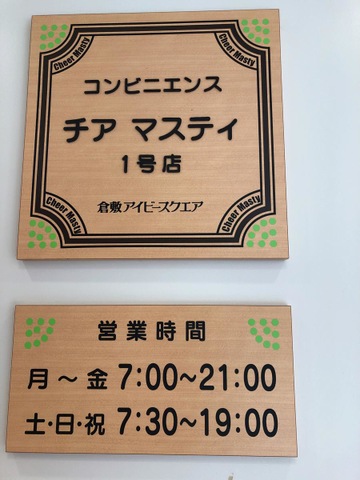 Cheer Masty
Cheer Masty
コンビニエンス
チア マスティ
1号店
倉敷アイビースクエア
Cheer Masty
Cheer Masty
営業時間
月～金 7:00~21:00
土・日・祝 7:30~19:00